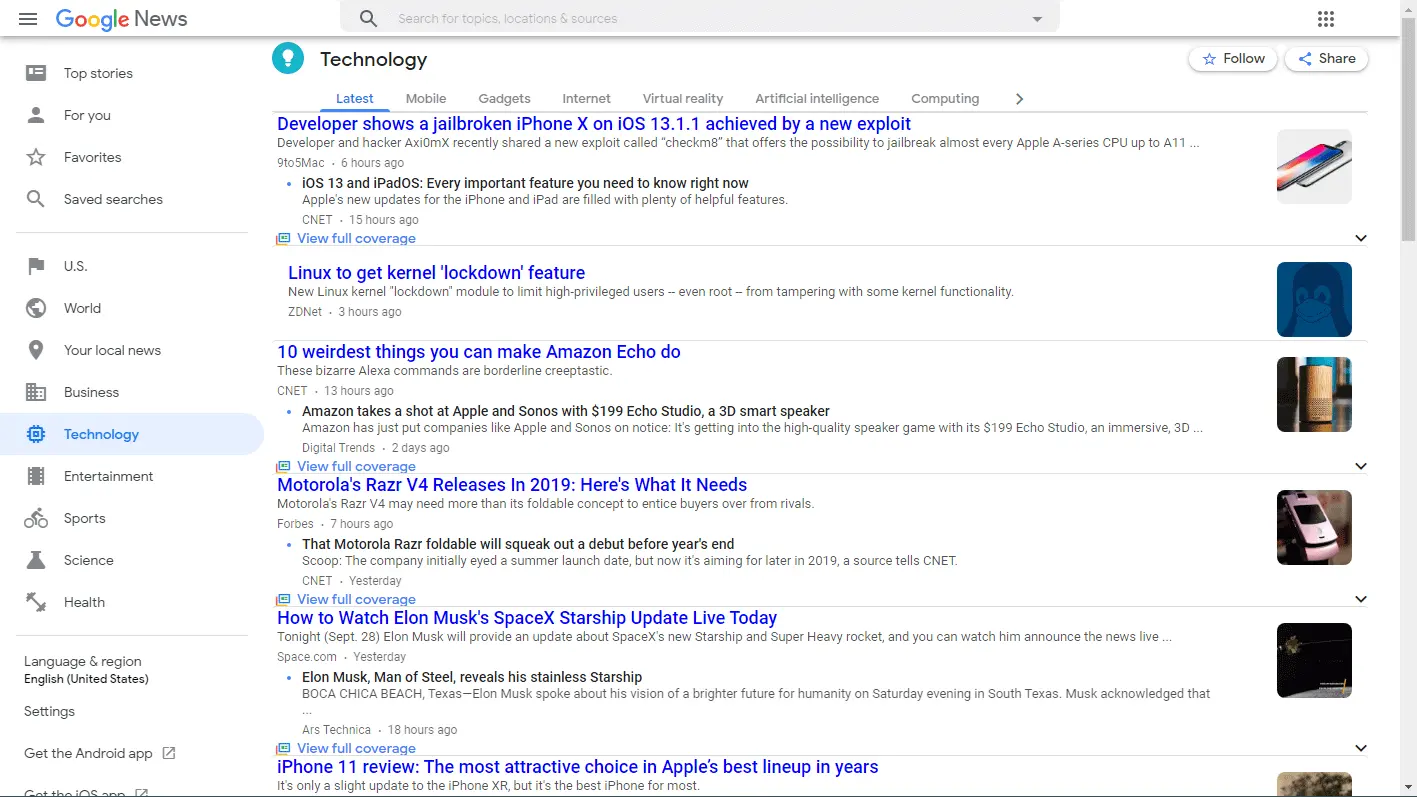 Google News
Search for topics, locations & sources
Top stories
For you
Favorites
Saved searches
U.S.
World
Your local news
Business
Technology
Entertainment
Sports
Science
Health
Language & region
English (United States)
Settings
Get the Android app
Get the iOS app
Technology
Follow
Share
Latest Mobile Gadgets Internet Virtual reality Artificial intelligence Computing
Developer shows a jailbroken iPhone X on iOS 13.1.1 achieved by a new exploit
Developer and hacker Axi0mX recently shared a new exploit called “checkm8” that offers the possibility to jailbreak almost every Apple A-series CPU up to A11 ...
9to5Mac · 6 hours ago
iOS 13 and iPadOS: Every important feature you need to know right now
Apple's new updates for the iPhone and iPad are filled with plenty of helpful features.
CNET · 15 hours ago
View full coverage
Linux to get kernel 'lockdown' feature
New Linux kernel "lockdown" module to limit high-privileged users -- even root -- from tampering with some kernel functionality.
ZDNet · 3 hours ago
10 weirdest things you can make Amazon Echo do
These bizarre Alexa commands are borderline creeptastic.
CNET · 13 hours ago
Amazon takes a shot at Apple and Sonos with $199 Echo Studio, a 3D smart speaker
Amazon has just put companies like Apple and Sonos on notice: It's getting into the high-quality speaker game with its $199 Echo Studio, an immersive, 3D ...
Digital Trends · 2 days ago
View full coverage
Motorola's Razr V4 Releases In 2019: Here's What It Needs
Motorola's Razr V4 may need more than its foldable concept to entice buyers over from rivals.
Forbes · 7 hours ago
That Motorola Razr foldable will squeak out a debut before year's end
Scoop: The company initially eyed a summer launch date, but now it's aiming for later in 2019, a source tells CNET.
CNET · Yesterday
View full coverage
How to Watch Elon Musk's SpaceX Starship Update Live Today
Tonight (Sept. 28) Elon Musk will provide an update about SpaceX's new Starship and Super Heavy rocket, and you can watch him announce the news live ...
Space.com · Yesterday
Elon Musk, Man of Steel, reveals his stainless Starship
BOCA CHICA BEACH, Texas—Elon Musk spoke about his vision of a brighter future for humanity on Saturday evening in South Texas. Musk acknowledged that
...
Ars Technica · 18 hours ago
View full coverage
iPhone 11 review: The most attractive choice in Apple’s best lineup in years
It's only a slight update to the iPhone XR, but it's the best iPhone for most.